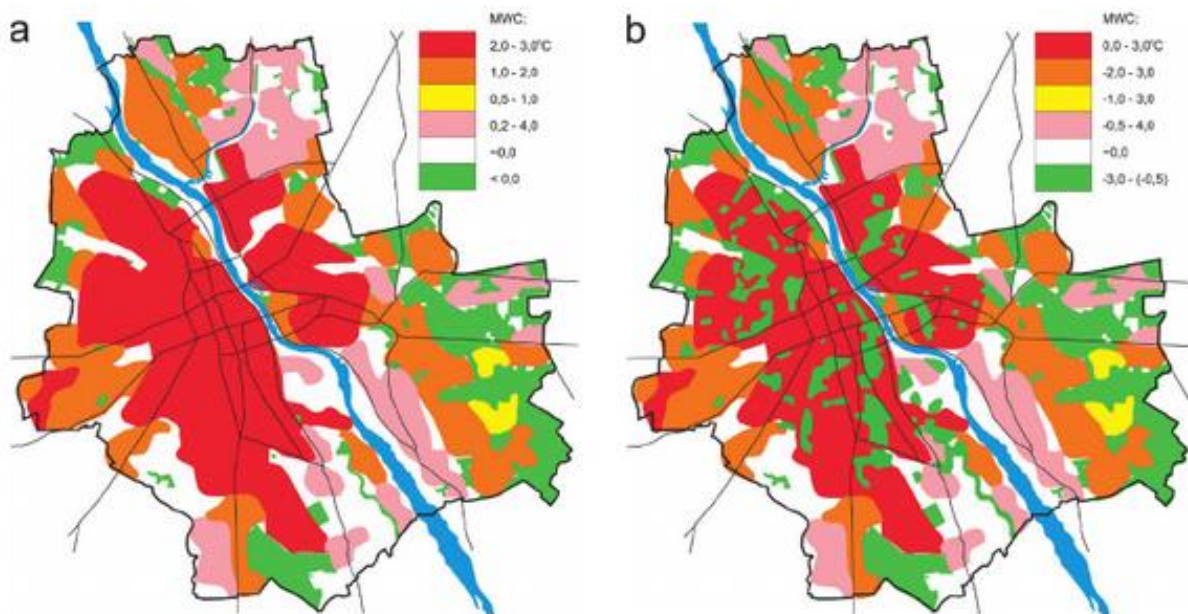 a
MWC:
2,0 - 3,0°C
1,0 - 2,0
0,5 - 1,0
0,2 - 4,0
~0,0
< 0,0
b
MWC:
0,0 - 3,0°C
-2,0 - 3,0
-1,0 - 3,0
-0,5 - 4,0
~0,0
-3,0 - (-0,5)